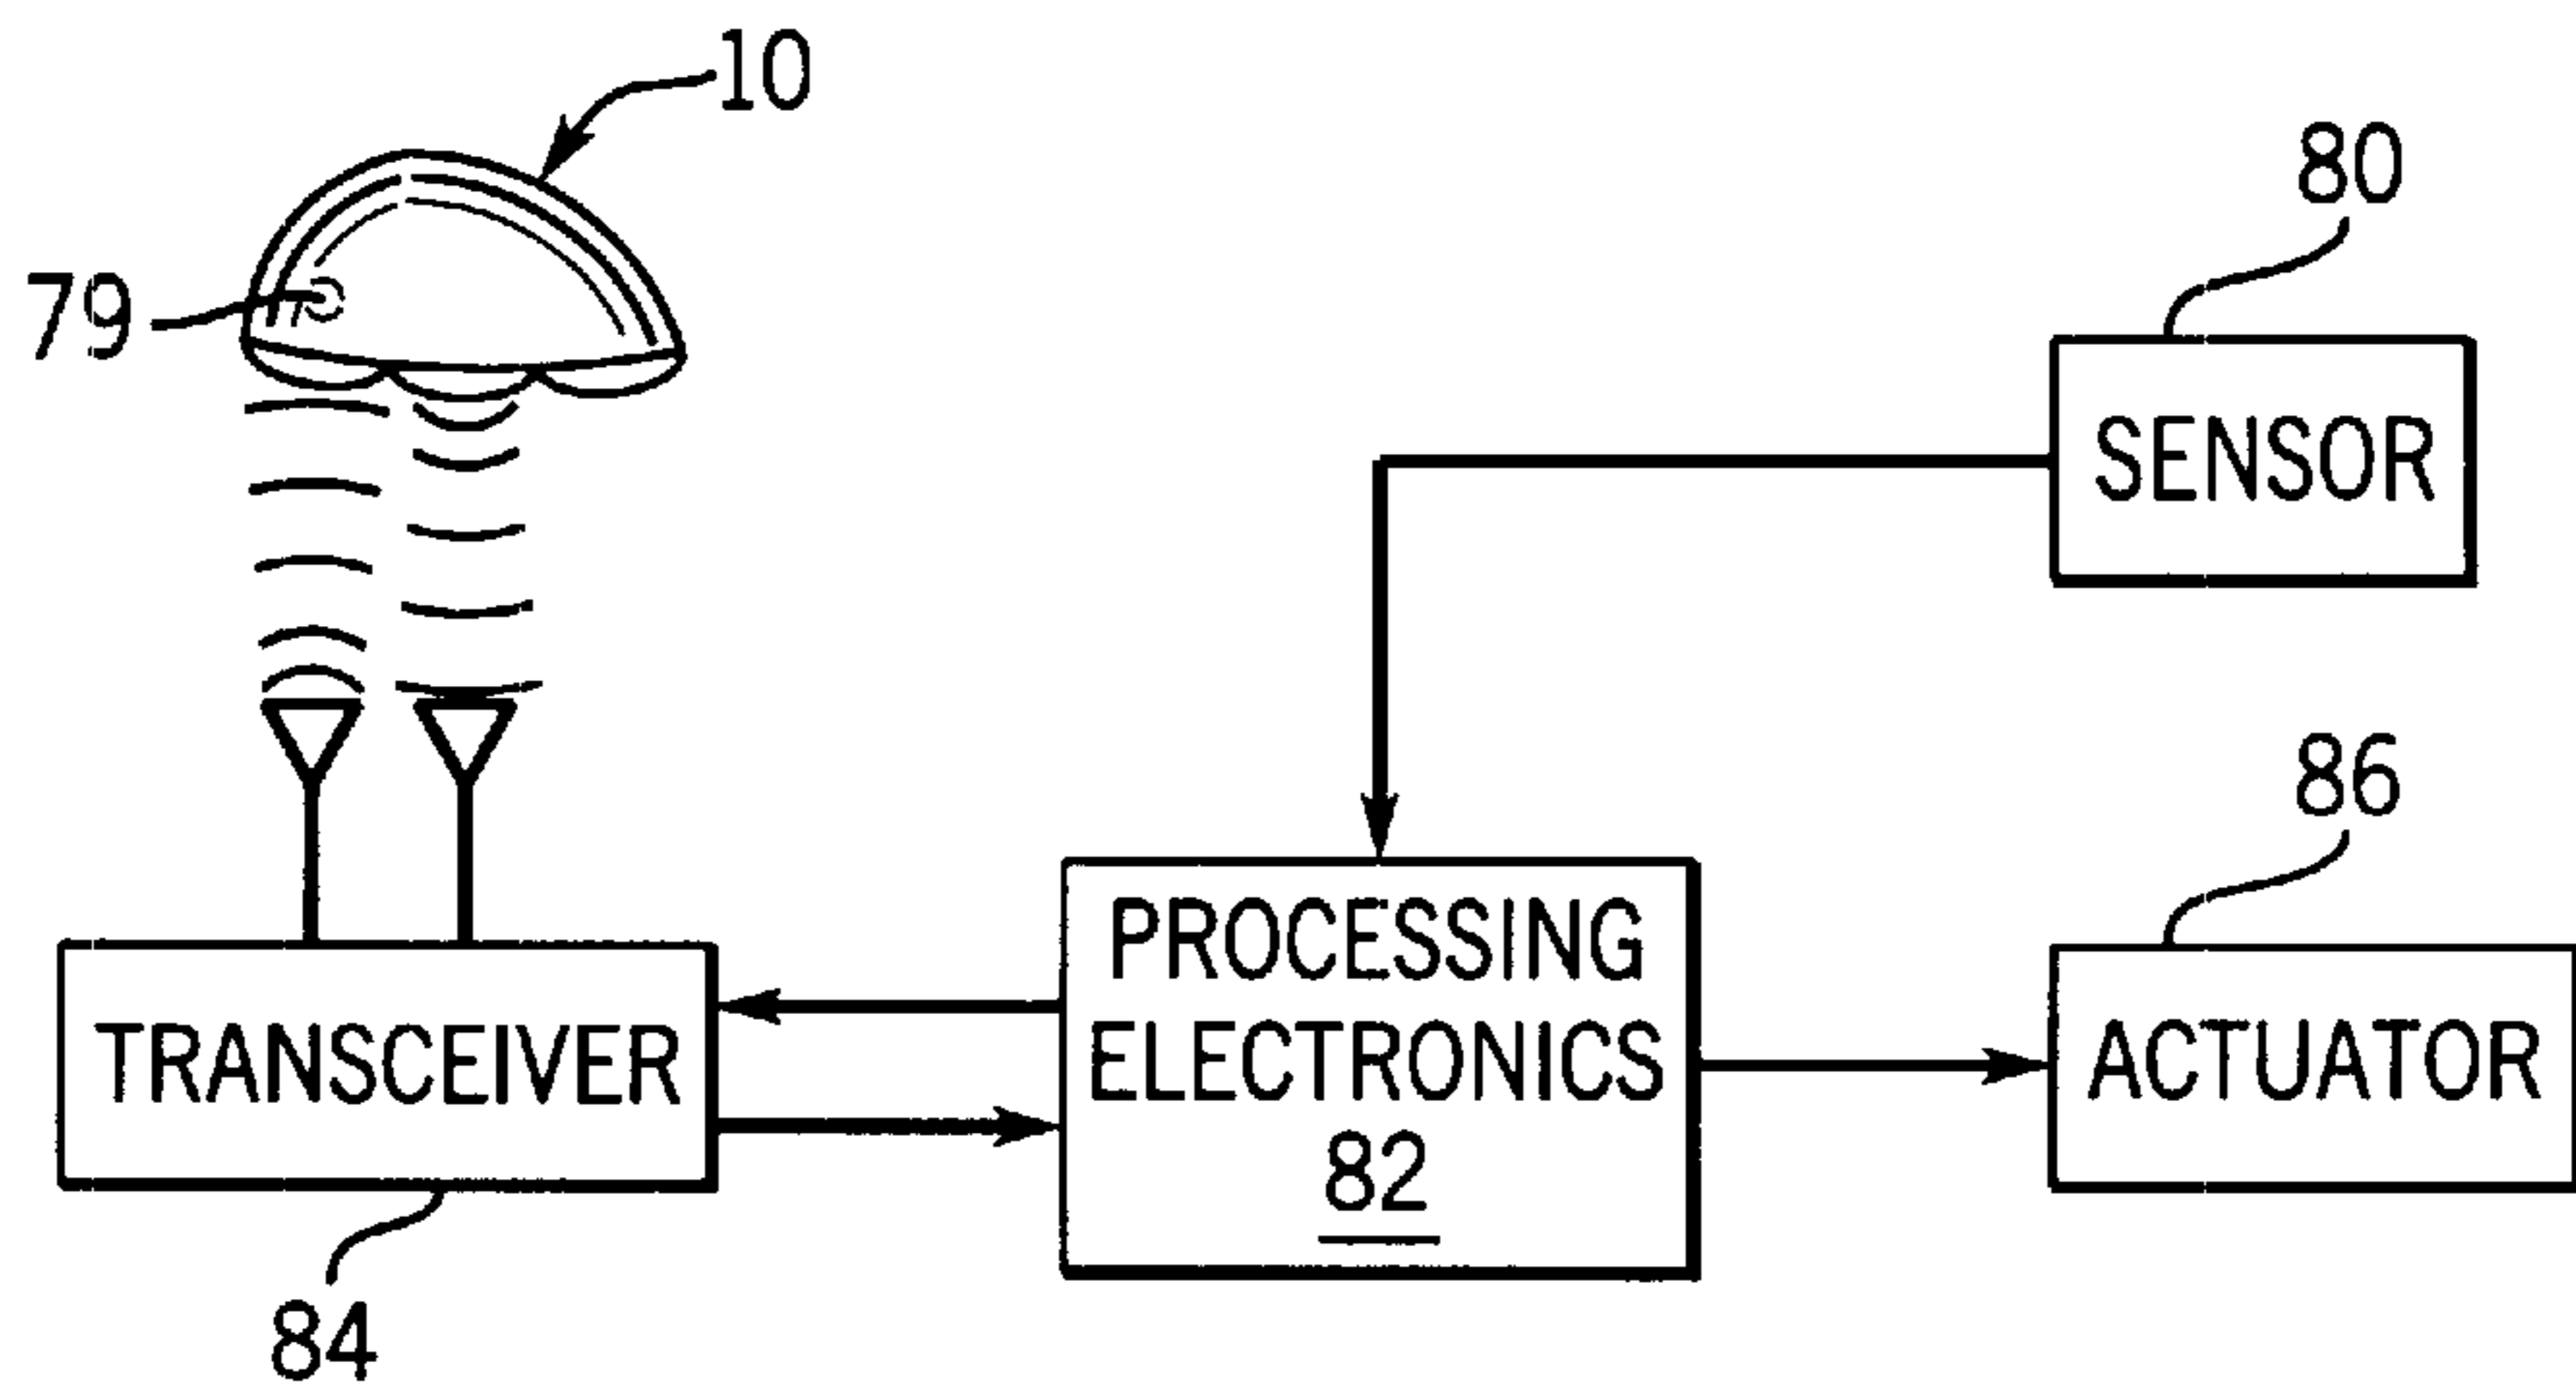 10
79
80
SENSOR
86
PROCESSING
ELECTRONICS
82
TRANSCEIVER
84
ACTUATOR